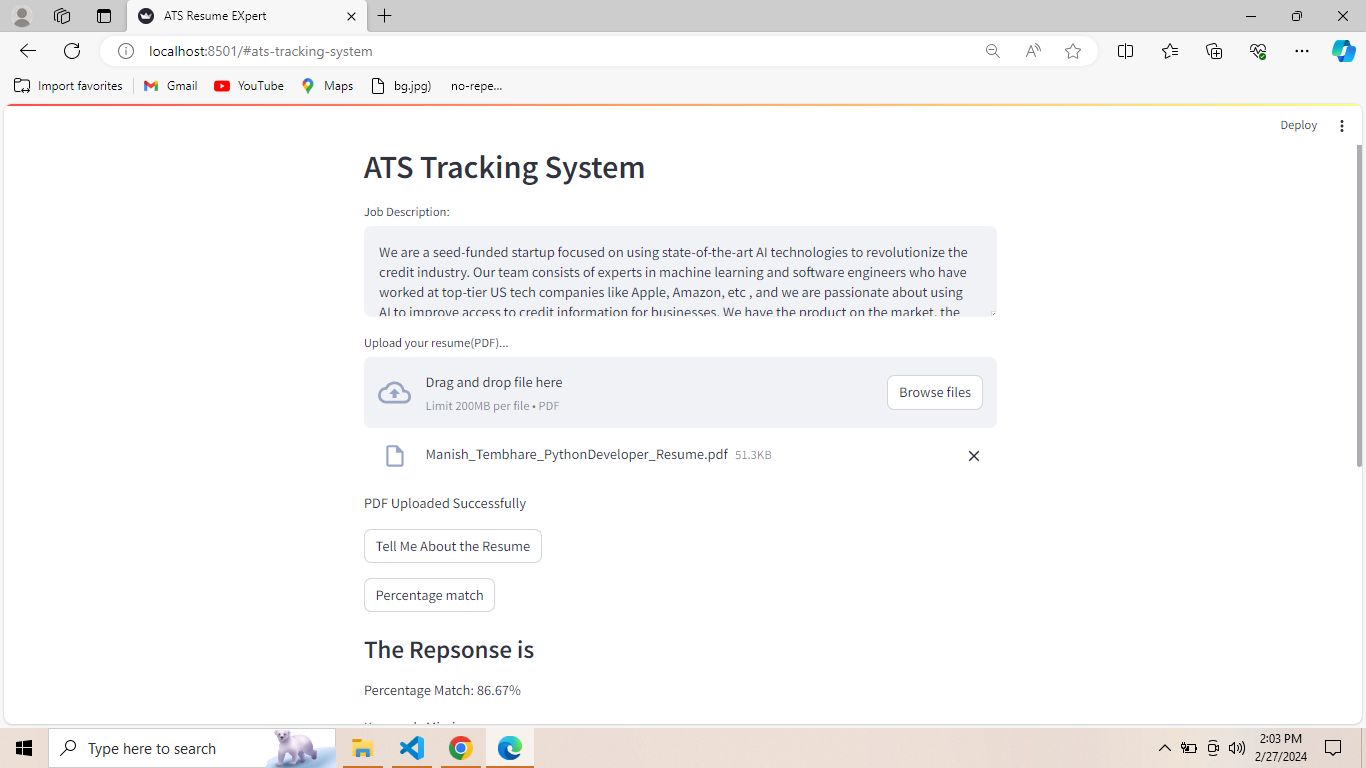 ATS Resume EXpert
localhost:8501/#ats-tracking-system
Import favorites
Gmail
YouTube
Maps
bg.jpg)
no-repe...
Deploy
ATS Tracking System
Job Description:
We are a seed-funded startup focused on using state-of-the-art AI technologies to revolutionize the
credit industry. Our team consists of experts in machine learning and software engineers who have
worked at top-tier US tech companies like Apple, Amazon, etc , and we are passionate about using
AI to improve access to credit information for businesses. We have the product on the market, the
Upload your resume(PDF)...
Drag and drop file here
Limit 200MB per file • PDF
Browse files
Manish_Tembhare_PythonDeveloper_Resume.pdf 51.3KB
PDF Uploaded Successfully
Tell Me About the Resume
Percentage match
The Repsonse is
Percentage Match: 86.67%
Type here to search
2:03 PM
2/27/2024